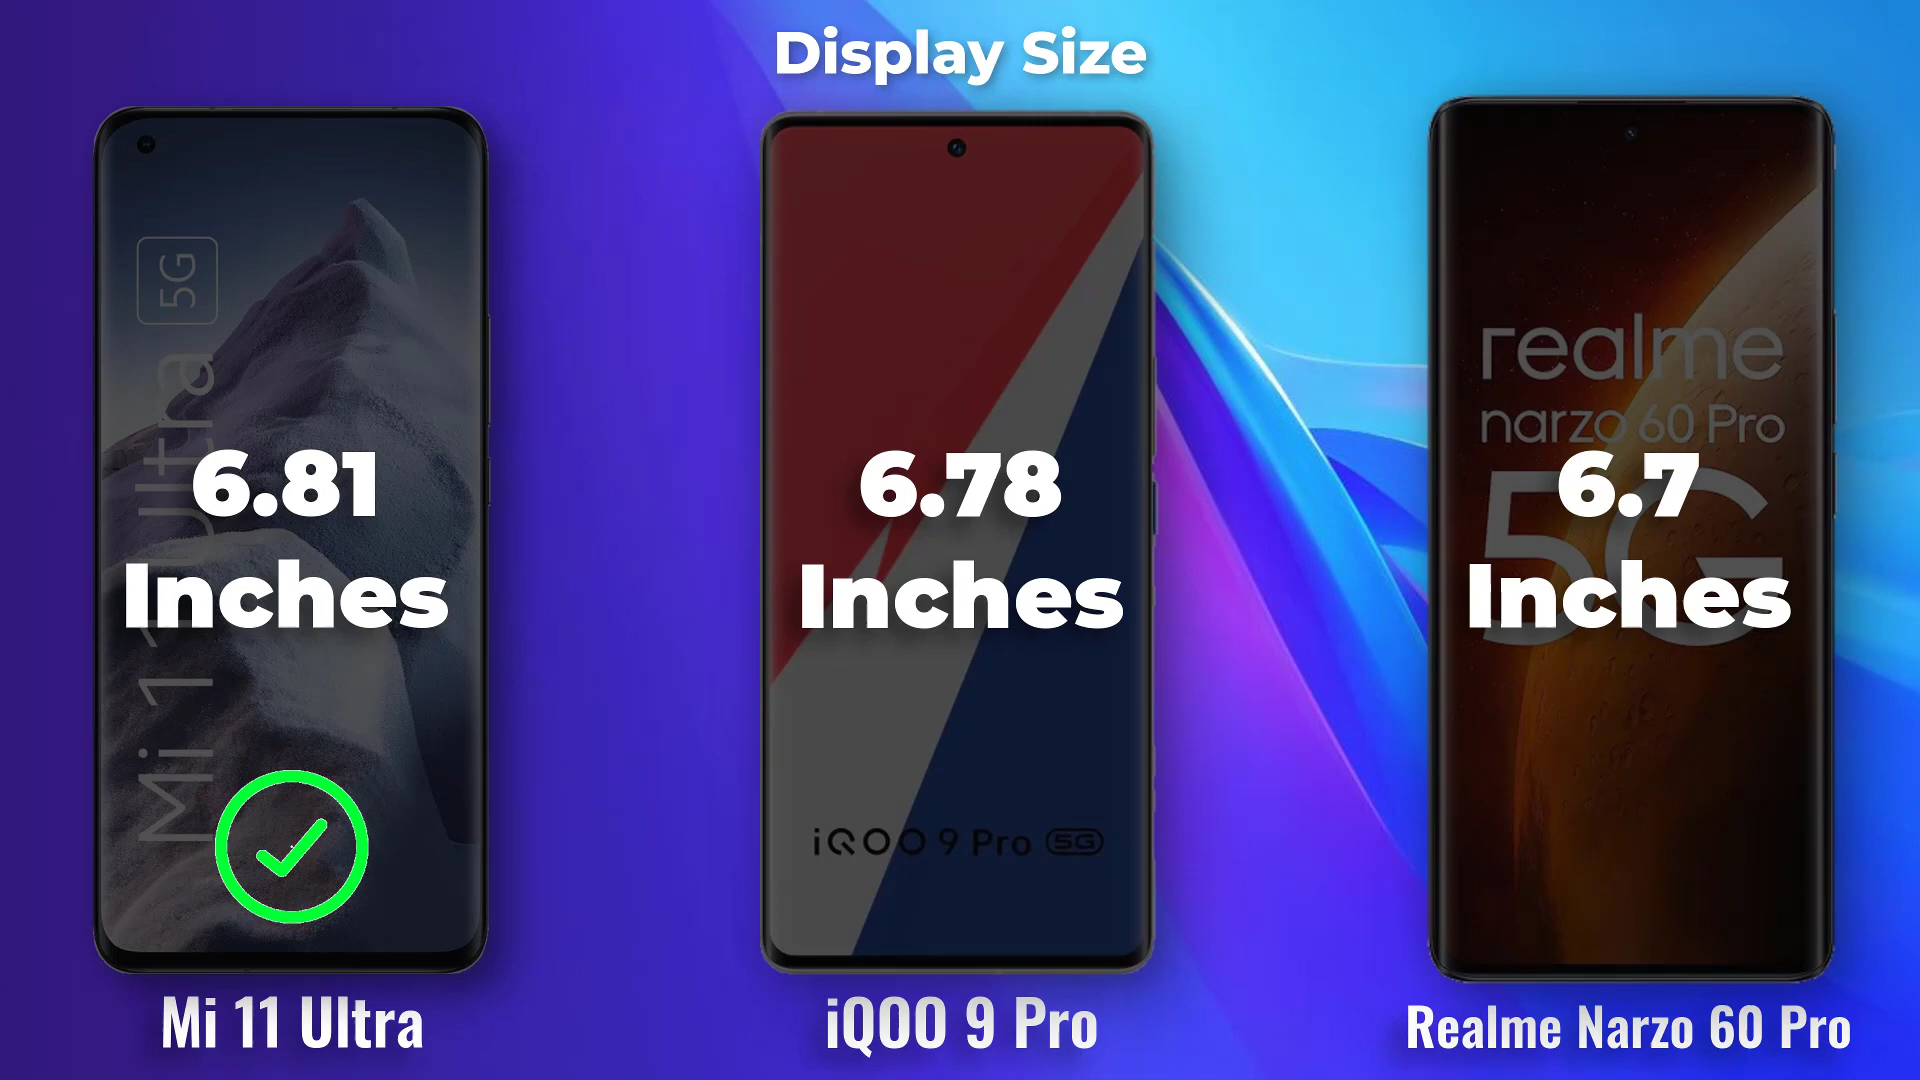 Display Size
5G
Mi 11 Ultra
6.81
Inches
Mi 11 Ultra
6.78
Inches
iQOO 9 Pro 5G
iQOO 9 Pro
realme
narzo 60 Pro
5G
6.7
Inches
Realme Narzo 60 Pro